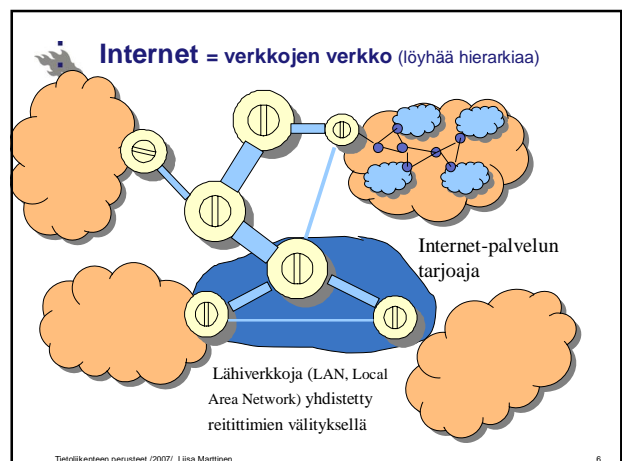 Internet = verkkojen verkko (löyhää hierarkiaa)
Internet-palvelun
tarjoaja
Lähiverkkoja (LAN, Local
Area Network) yhdistetty
reitittimien välityksellä
Tietoliikenteen perusteet /2007/ Liisa Marttinen
6